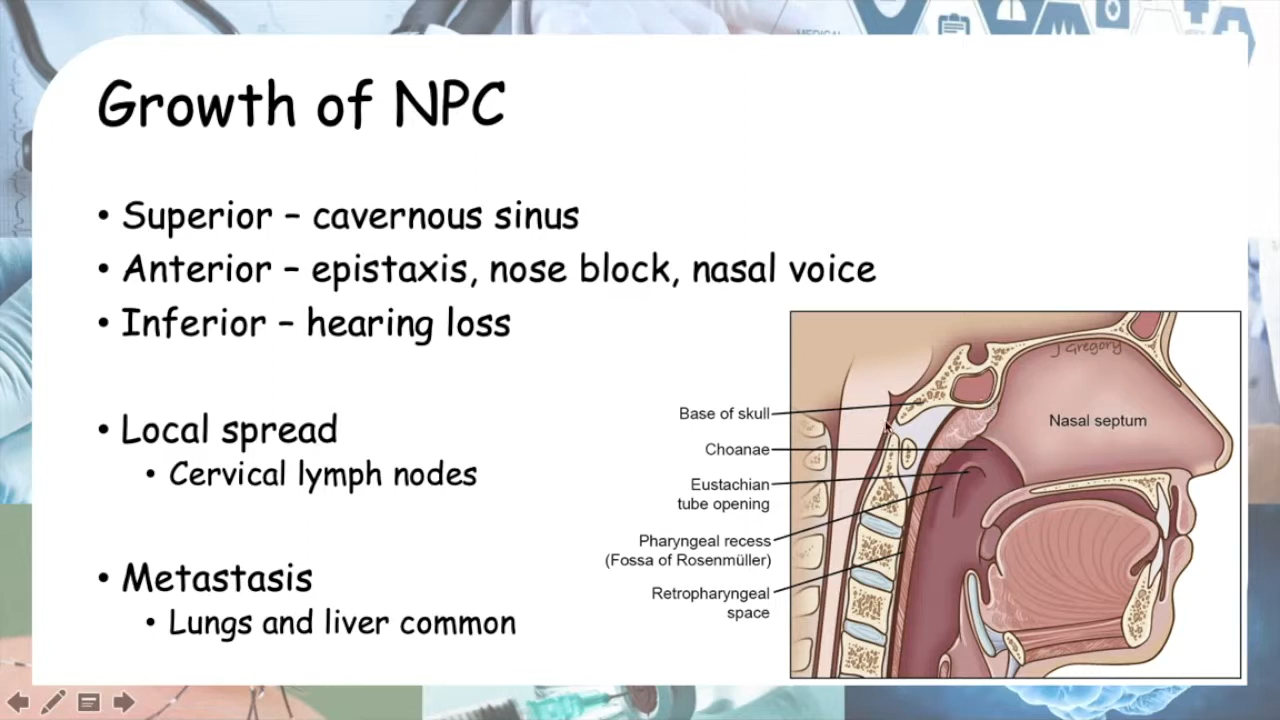 MEDICAL
Growth of NPC
• Superior – cavernous sinus
• Anterior – epistaxis, nose block, nasal voice
• Inferior – hearing loss
• Local spread
• Cervical lymph nodes
• Metastasis
• Lungs and liver common
J Gregory
Nasal septum
Base of skull
Choanae
Eustachian
tube opening
Pharyngeal recess
(Fossa of Rosenmüller)
Retropharyngeal
space